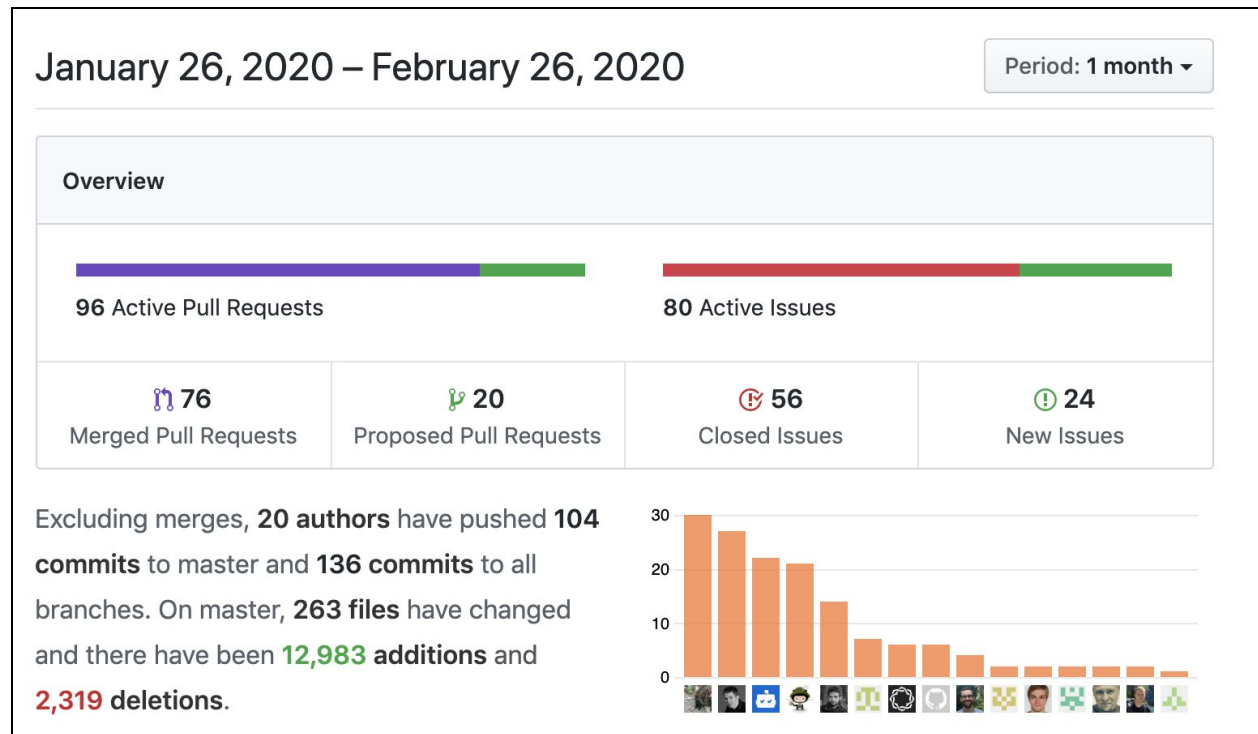 January 26, 2020 – February 26, 2020
Period: 1 month
Overview
96 Active Pull Requests
80 Active Issues
76
Merged Pull Requests
20
Proposed Pull Requests
56
Closed Issues
24
New Issues
Excluding merges, 20 authors have pushed 104
commits to master and 136 commits to all
branches. On master, 263 files have changed
and there have been 12,983 additions and
2,319 deletions.
30
20
10
0